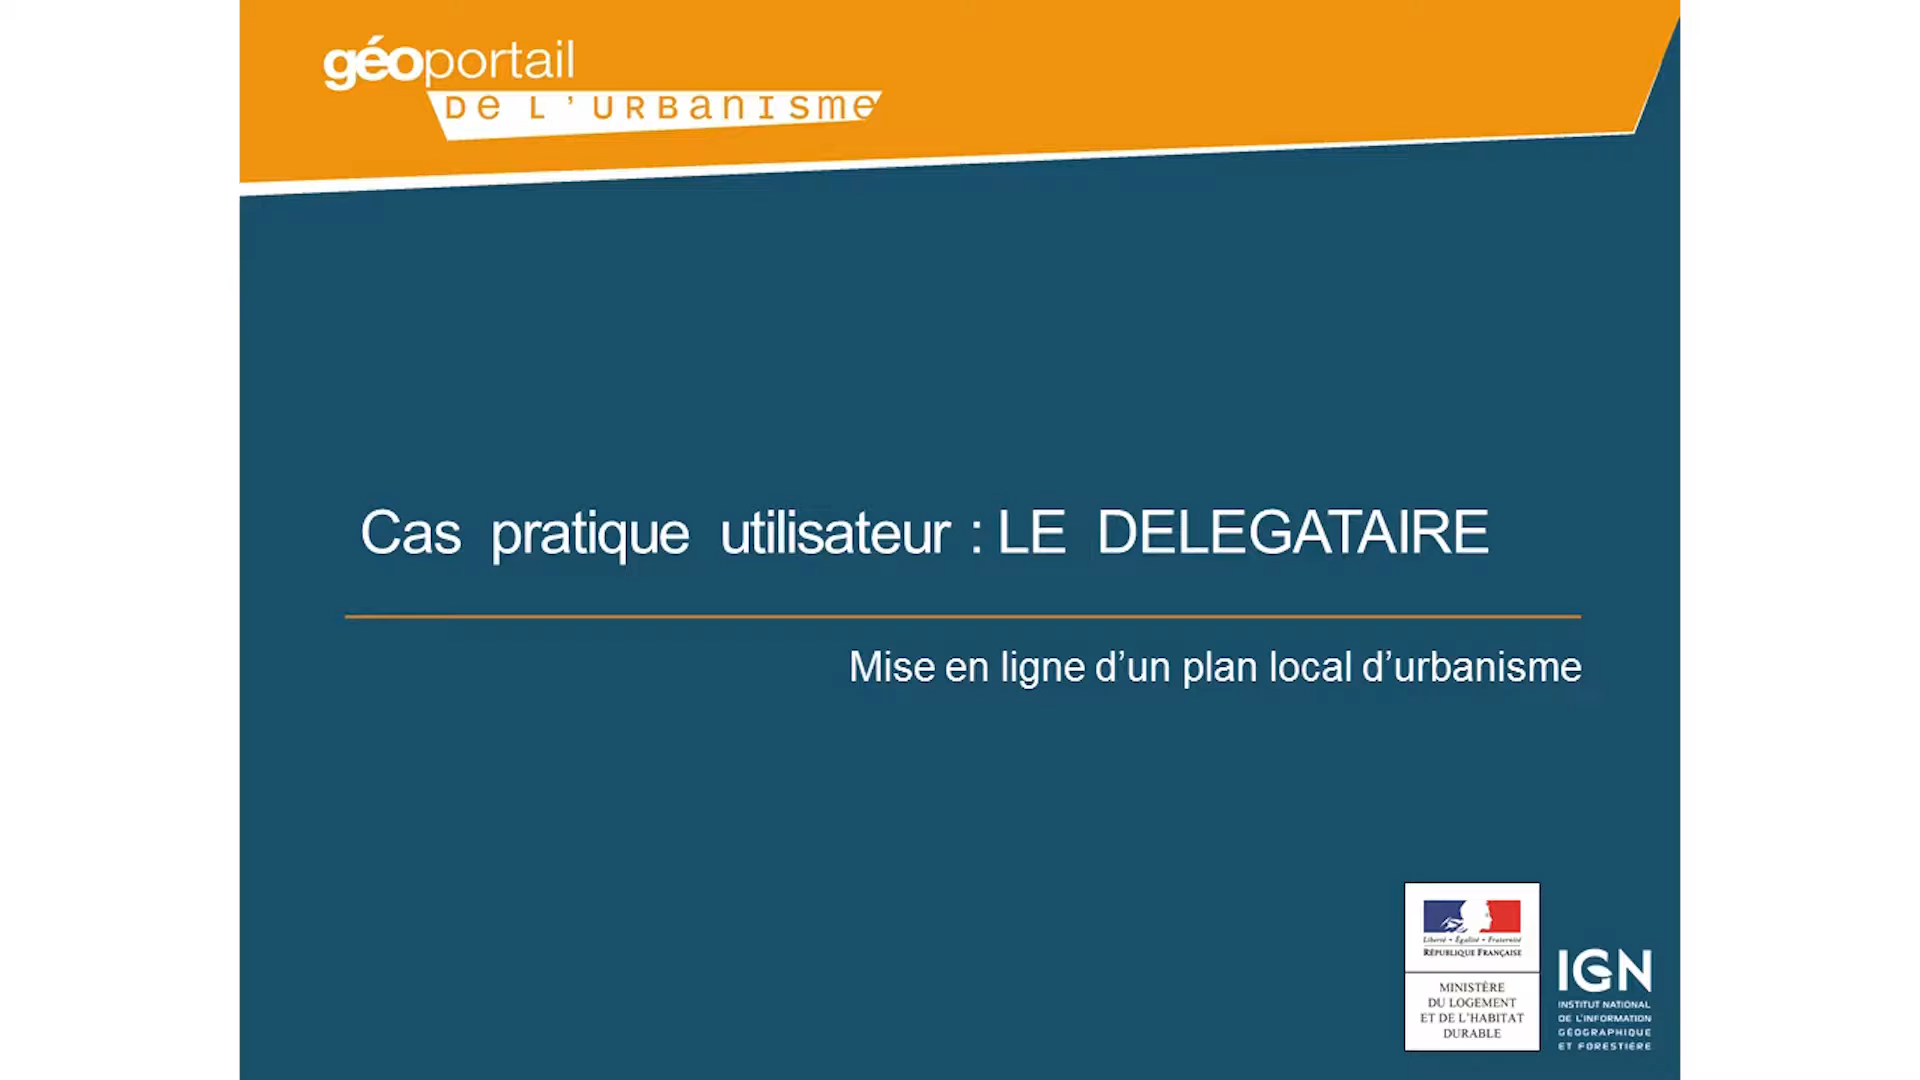 géoportail
De L'URBanIsme
Cas pratique utilisateur : LE DELEGATAIRE
Mise en ligne d’un plan local d’urbanisme
Liberté • Égalité • Fraternité
RÉPUBLIQUE FRANÇAISE
MINISTÈRE
DU LOGEMENT
ET DE L’HABITAT
DURABLE
IGN
INSTITUT NATIONAL
DE L’INFORMATION
GÉOGRAPHIQUE
ET FORESTIÈRE